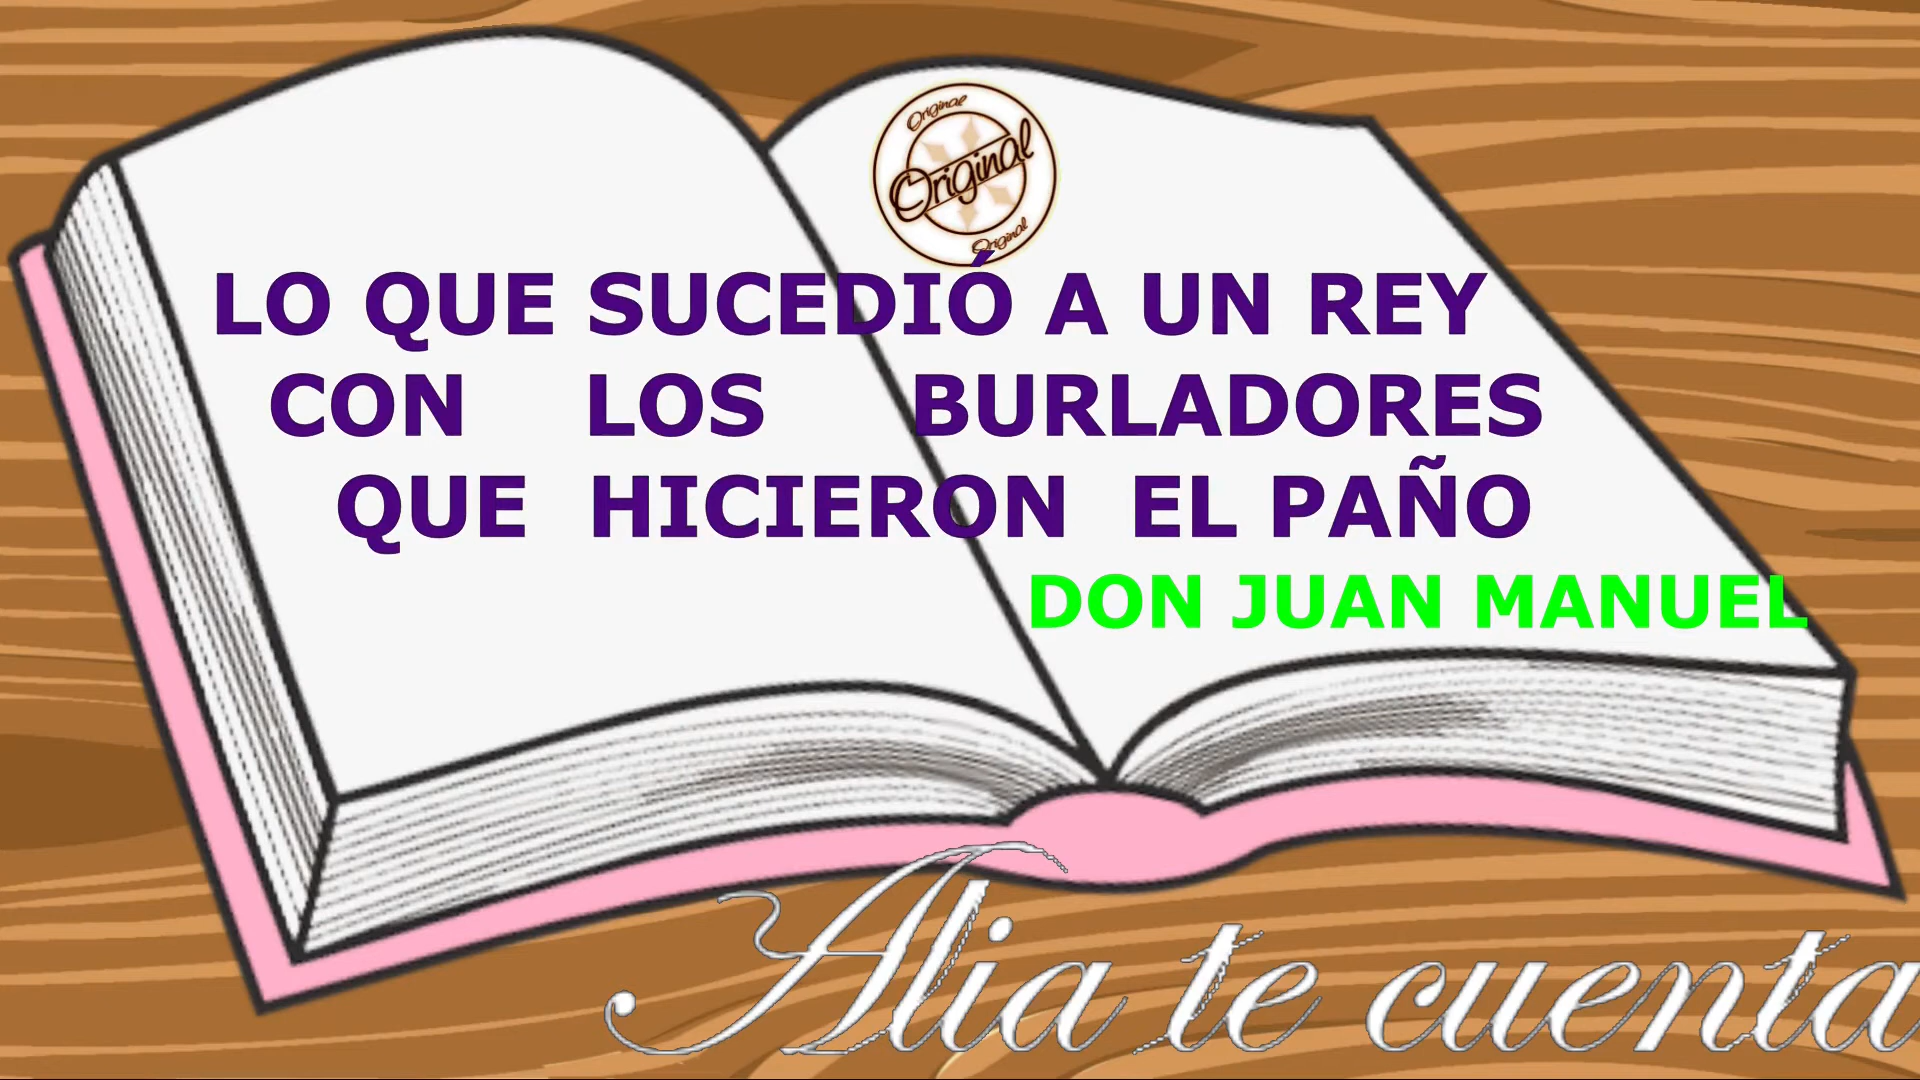 Original
Original
Original
LO QUE SUCEDIÓ A UN REY
CON LOS BURLADORES
QUE HICIERON EL PAÑO
DON JUAN MANUEL
Alia te cuenta